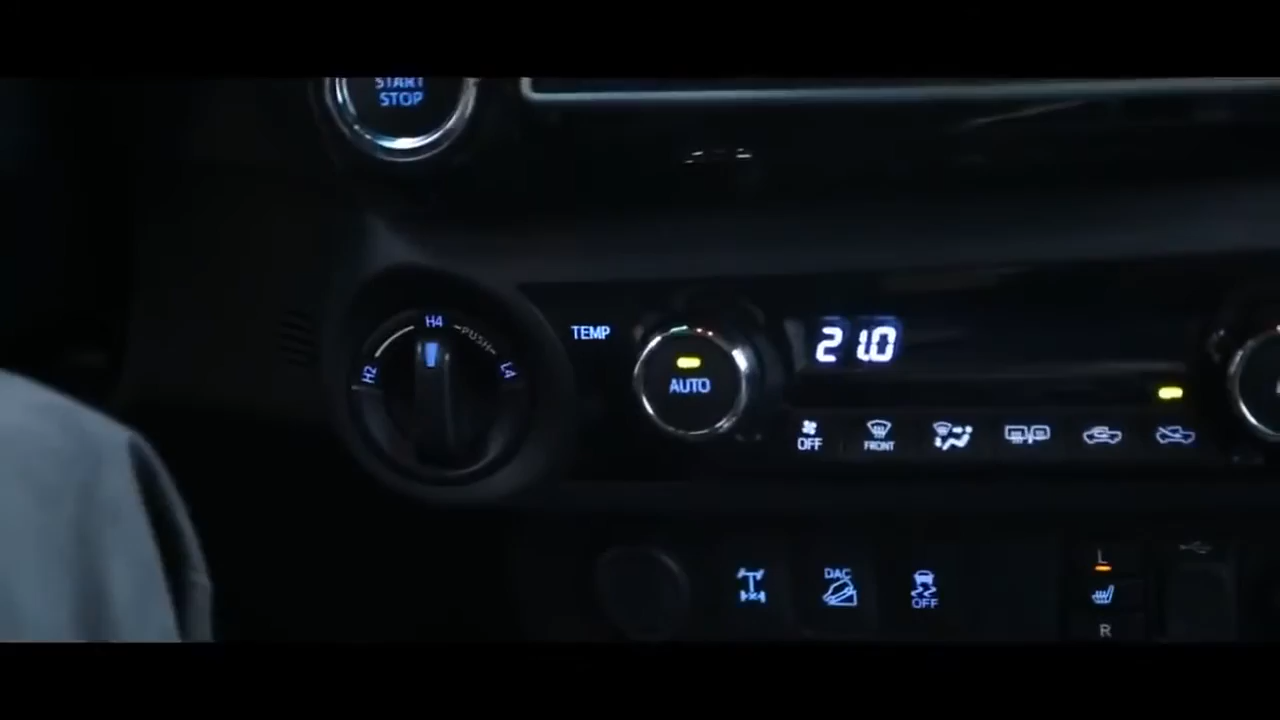 START
STOP
H2
H4
PUSH
L4
TEMP
AUTO
21.0
OFF
FRONT
DAC
OFF
L
R